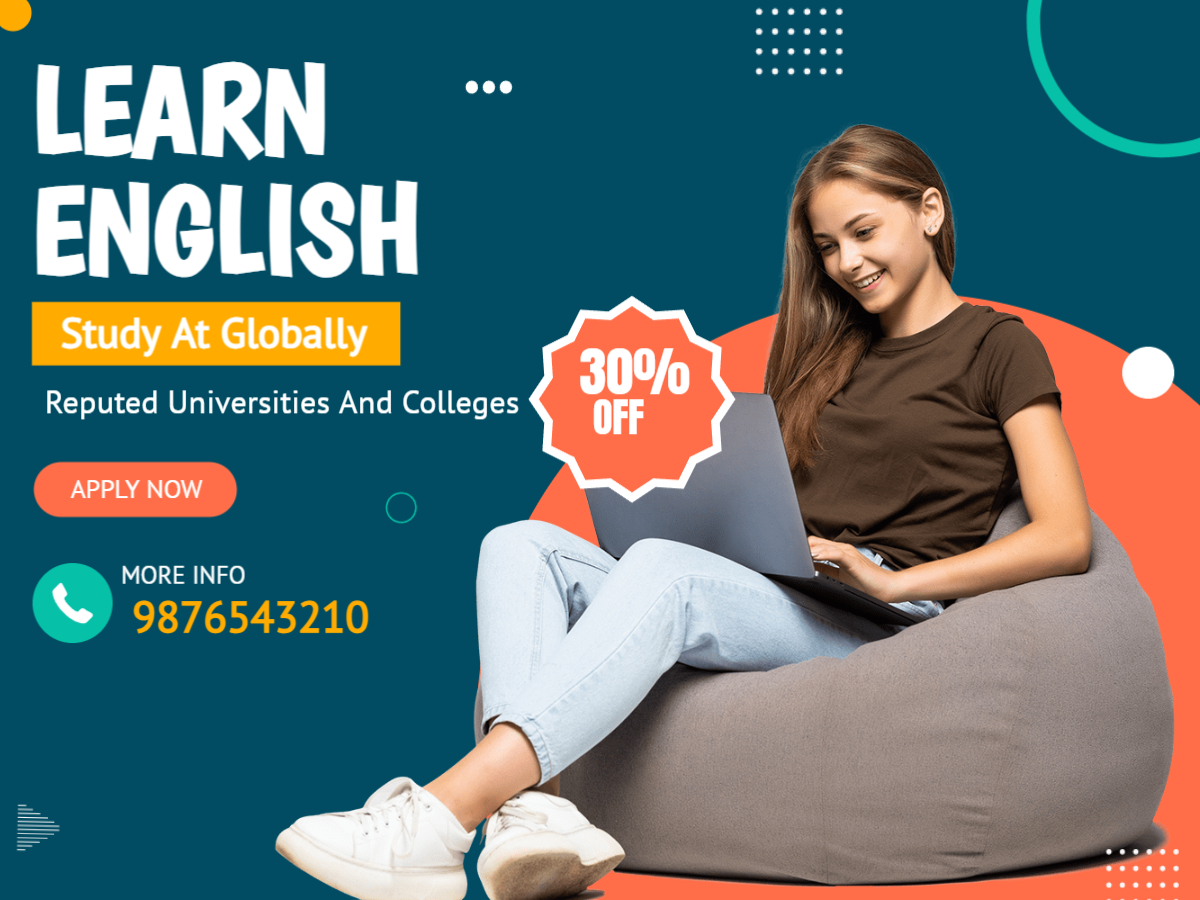 LEARN
ENGLISH
Study At Globally
Reputed Universities And Colleges
30%
OFF
APPLY NOW
MORE INFO
9876543210